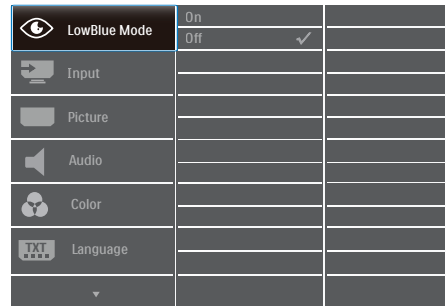 LowBlue Mode
On
Off
Input
Picture
Audio
Color
TXT
Language